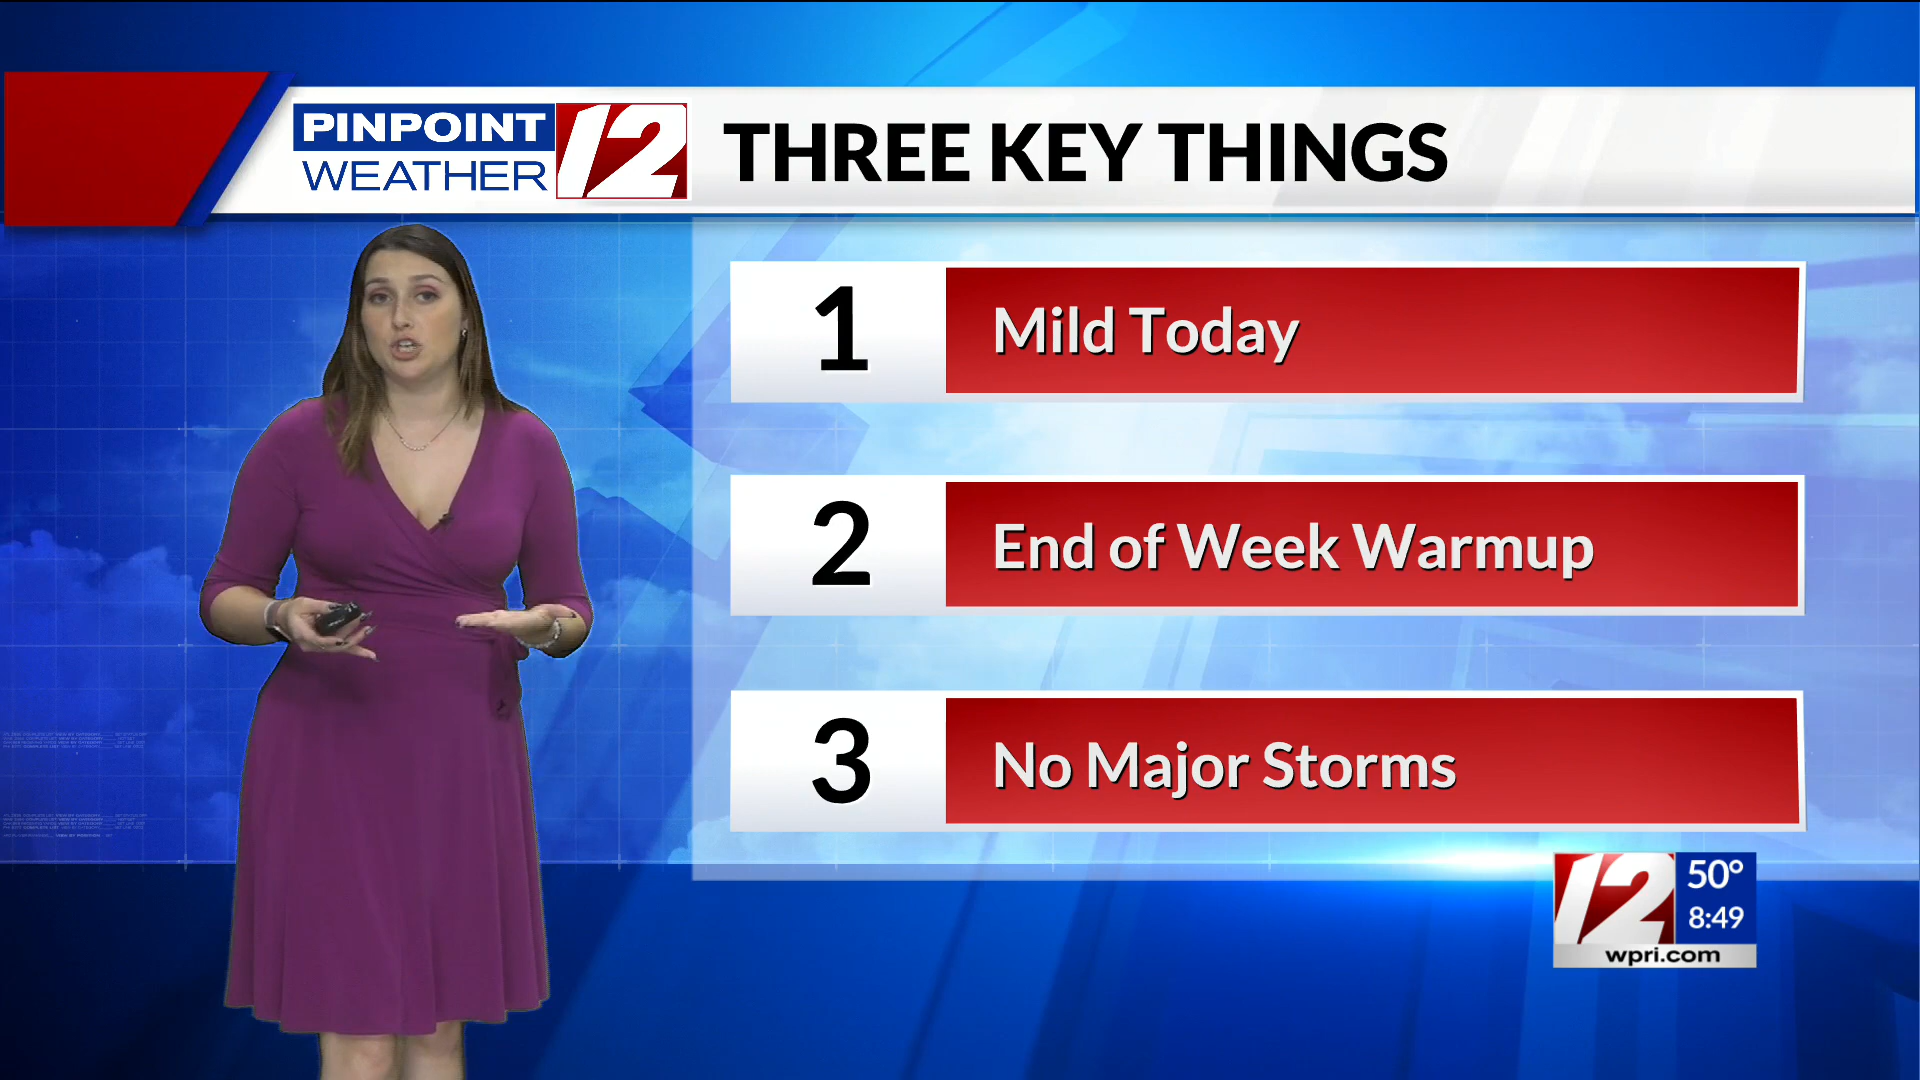 PINPOINT
WEATHER
12
THREE KEY THINGS
1
Mild Today
2
End of Week Warmup
3
No Major Storms
12
50°
8:49
wpri.com